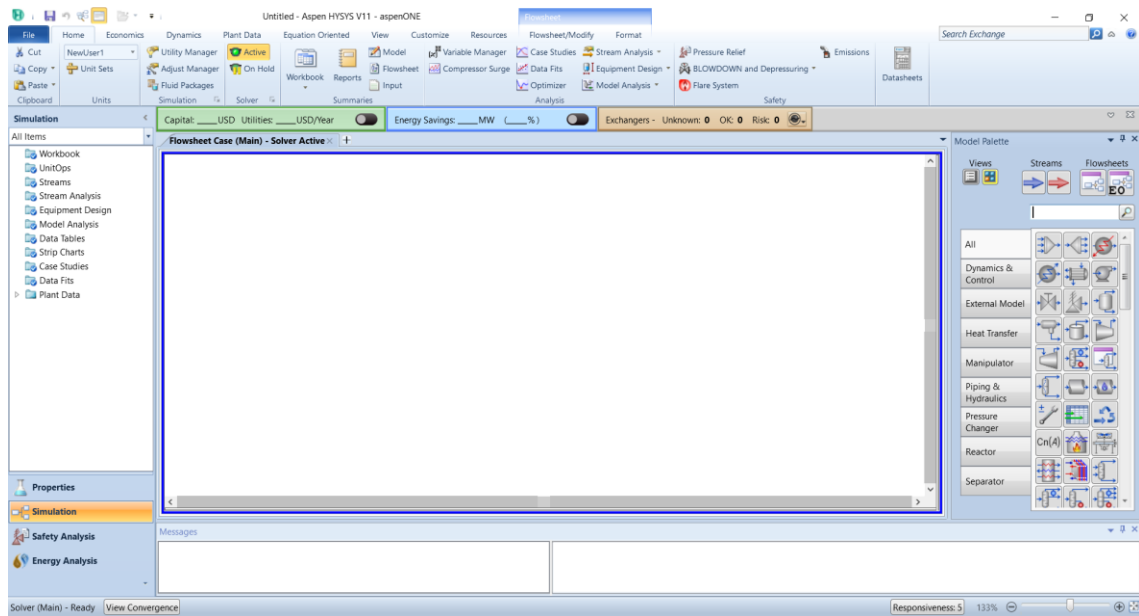 Untitled - Aspen HYSYS V11 - aspenONE
Flowsheet
File Home Economics Dynamics Plant Data Equation Oriented View Customize Resources Flowsheet/Modify Format
Search Exchange
Cut
Copy
Paste
Clipboard
NewUser1
Unit Sets
Units
Utility Manager
Adjust Manager
Fluid Packages
Simulation
Active
On Hold
Solver
Workbook
Reports
Model
Flowsheet
Input
Summaries
Variable Manager
Compressor Surge
Case Studies
Data Fits
Optimizer
Stream Analysis
Equipment Design
Model Analysis
Analysis
Pressure Relief
BLOWDOWN and Depressuring
Flare System
Emissions
Safety
Datasheets
Simulation
All Items
Workbook
UnitOps
Streams
Stream Analysis
Equipment Design
Model Analysis
Data Tables
Strip Charts
Case Studies
Data Fits
Plant Data
Properties
Simulation
Safety Analysis
Energy Analysis
Capital: ____USD Utilities: ____USD/Year
Energy Savings: ____MW (____%)
Exchangers - Unknown: 0 OK: 0 Risk: 0
Flowsheet Case (Main) - Solver Active
Model Palette
Views Streams Flowsheets
EO
All
Dynamics & Control
External Model
Heat Transfer
Manipulator
Piping & Hydraulics
Pressure Changer
Reactor
Separator
Cn(A)
Messages
Solver (Main) - Ready
View Convergence
Responsiveness: 5
133%